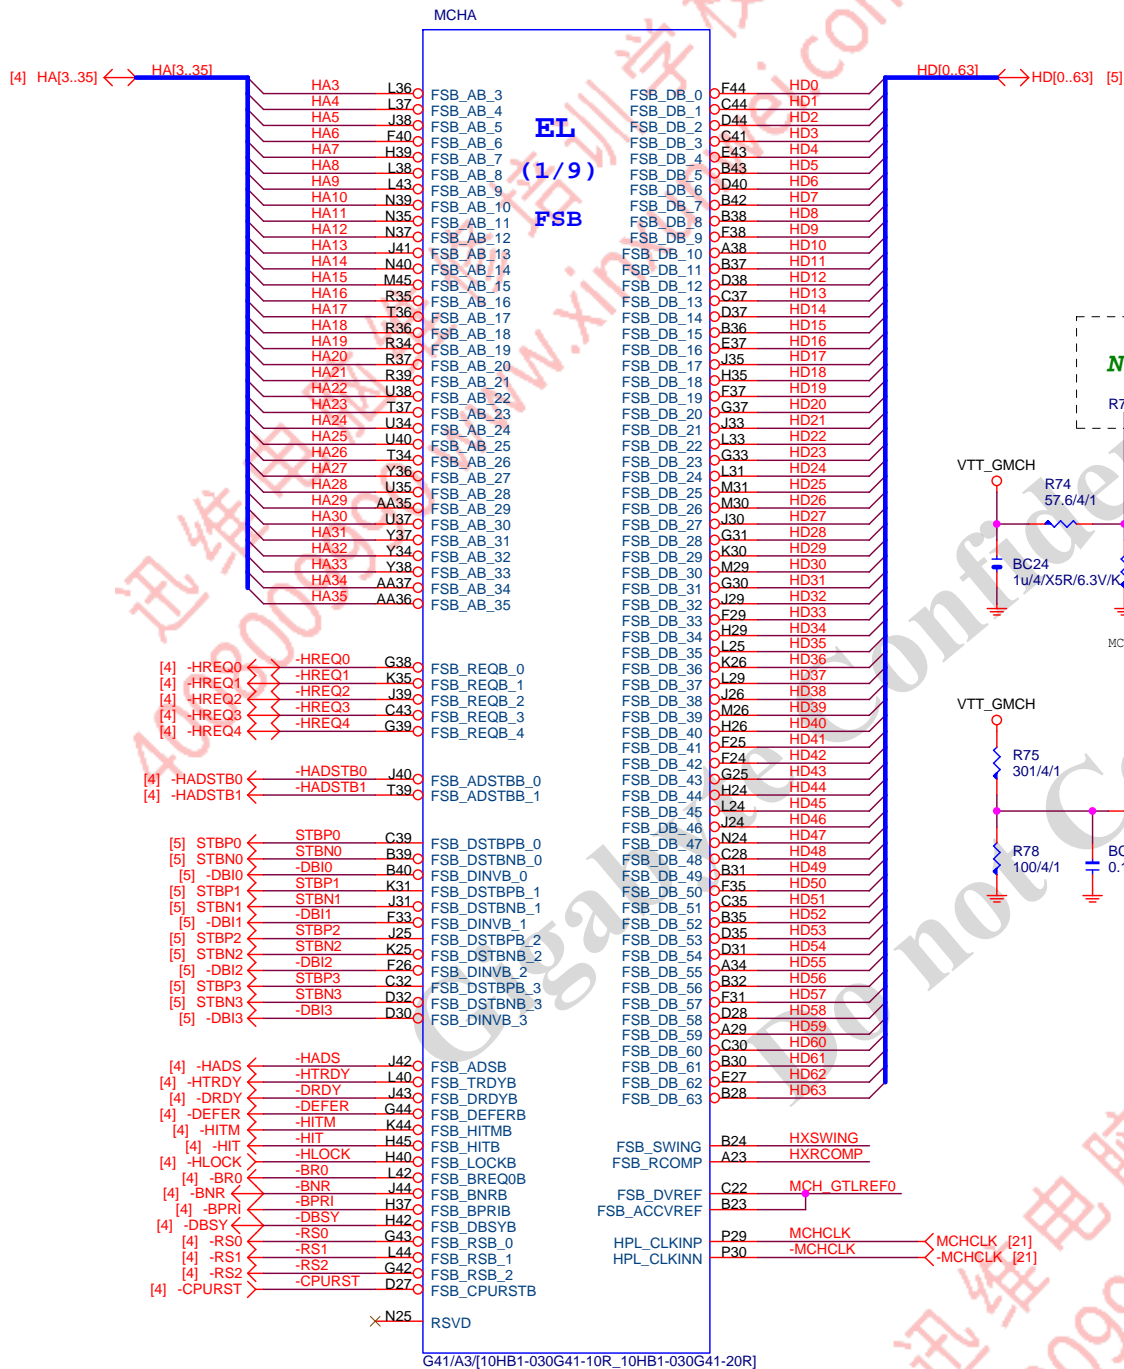 MCHA
[4] HA[3..35] HA[3..35]
HD[0..63] HD[0..63] [5]
EL
(1/9)
FSB
HA3 L36 FSB_AB_3
HA4 L37 FSB_AB_4
HA5 J38 FSB_AB_5
HA6 F40 FSB_AB_6
HA7 H39 FSB_AB_7
HA8 L38 FSB_AB_8
HA9 L43 FSB_AB_9
HA10 N39 FSB_AB_10
HA11 N35 FSB_AB_11
HA12 N37 FSB_AB_12
HA13 J41 FSB_AB_13
HA14 N40 FSB_AB_14
HA15 M45 FSB_AB_15
HA16 R35 FSB_AB_16
HA17 T36 FSB_AB_17
HA18 R36 FSB_AB_18
HA19 R34 FSB_AB_19
HA20 R37 FSB_AB_20
HA21 R39 FSB_AB_21
HA22 U38 FSB_AB_22
HA23 T37 FSB_AB_23
HA24 U34 FSB_AB_24
HA25 U40 FSB_AB_25
HA26 T34 FSB_AB_26
HA27 Y36 FSB_AB_27
HA28 U35 FSB_AB_28
HA29 AA35 FSB_AB_29
HA30 U37 FSB_AB_30
HA31 Y37 FSB_AB_31
HA32 Y34 FSB_AB_32
HA33 Y38 FSB_AB_33
HA34 AA37 FSB_AB_34
HA35 AA36 FSB_AB_35
[4] -HREQ0 -HREQ0 G38 FSB_REQB_0
[4] -HREQ1 -HREQ1 K35 FSB_REQB_1
[4] -HREQ2 -HREQ2 J39 FSB_REQB_2
[4] -HREQ3 -HREQ3 C43 FSB_REQB_3
[4] -HREQ4 -HREQ4 G39 FSB_REQB_4
[4] -HADSTB0 -HADSTB0 J40 FSB_ADSTBB_0
[4] -HADSTB1 -HADSTB1 T39 FSB_ADSTBB_1
[5] STBP0 STBP0 C39 FSB_DSTBPB_0
[5] STBN0 STBN0 B39 FSB_DSTBNB_0
[5] -DBI0 -DBI0 B40 FSB_DINVB_0
[5] STBP1 STBP1 K31 FSB_DSTBPB_1
[5] STBN1 STBN1 J31 FSB_DSTBNB_1
[5] -DBI1 -DBI1 F33 FSB_DINVB_1
[5] STBP2 STBP2 J25 FSB_DSTBPB_2
[5] STBN2 STBN2 K25 FSB_DSTBNB_2
[5] -DBI2 -DBI2 F26 FSB_DINVB_2
[5] STBP3 STBP3 C32 FSB_DSTBPB_3
[5] STBN3 STBN3 D32 FSB_DSTBNB_3
[5] -DBI3 -DBI3 D30 FSB_DINVB_3
[4] -HADS -HADS J42 FSB_ADSB
[4] -HTRDY -HTRDY L40 FSB_TRDYB
[4] -DRDY -DRDY J43 FSB_DRDYB
[4] -DEFER -DEFER G44 FSB_DEFERB
[4] -HITM -HITM K44 FSB_HITMB
[4] -HIT -HIT H45 FSB_HITB
[4] -HLOCK -HLOCK H40 FSB_LOCKB
[4] -BR0 -BR0 L42 FSB_BREQ0B
[4] -BNR -BNR J44 FSB_BNRB
[4] -BPRI -BPRI H37 FSB_BPRIB
[4] -DBSY -DBSY H42 FSB_DBSYB
[4] -RS0 -RS0 G43 FSB_RSB_0
[4] -RS1 -RS1 L44 FSB_RSB_1
[4] -RS2 -RS2 G42 FSB_RSB_2
[4] -CPURST -CPURST D27 FSB_CPURSTB
N25 RSVD
FSB_DB_0 F44 HD0
FSB_DB_1 C44 HD1
FSB_DB_2 D44 HD2
FSB_DB_3 C41 HD3
FSB_DB_4 E43 HD4
FSB_DB_5 B43 HD5
FSB_DB_6 D40 HD6
FSB_DB_7 B42 HD7
FSB_DB_8 B38 HD8
FSB_DB_9 F38 HD9
FSB_DB_10 A38 HD10
FSB_DB_11 B37 HD11
FSB_DB_12 D38 HD12
FSB_DB_13 C37 HD13
FSB_DB_14 D37 HD14
FSB_DB_15 B36 HD15
FSB_DB_16 E37 HD16
FSB_DB_17 J35 HD17
FSB_DB_18 H35 HD18
FSB_DB_19 F37 HD19
FSB_DB_20 G37 HD20
FSB_DB_21 J33 HD21
FSB_DB_22 L33 HD22
FSB_DB_23 G33 HD23
FSB_DB_24 L31 HD24
FSB_DB_25 M31 HD25
FSB_DB_26 M30 HD26
FSB_DB_27 J30 HD27
FSB_DB_28 G31 HD28
FSB_DB_29 K30 HD29
FSB_DB_30 M29 HD30
FSB_DB_31 G30 HD31
FSB_DB_32 J29 HD32
FSB_DB_33 F29 HD33
FSB_DB_34 H29 HD34
FSB_DB_35 L25 HD35
FSB_DB_36 K26 HD36
FSB_DB_37 L29 HD37
FSB_DB_38 J26 HD38
FSB_DB_39 M26 HD39
FSB_DB_40 H26 HD40
FSB_DB_41 F25 HD41
FSB_DB_42 F24 HD42
FSB_DB_43 G25 HD43
FSB_DB_44 H24 HD44
FSB_DB_45 L24 HD45
FSB_DB_46 J24 HD46
FSB_DB_47 N24 HD47
FSB_DB_48 C28 HD48
FSB_DB_49 B31 HD49
FSB_DB_50 F35 HD50
FSB_DB_51 C35 HD51
FSB_DB_52 B35 HD52
FSB_DB_53 D35 HD53
FSB_DB_54 D31 HD54
FSB_DB_55 A34 HD55
FSB_DB_56 B32 HD56
FSB_DB_57 F31 HD57
FSB_DB_58 D28 HD58
FSB_DB_59 A29 HD59
FSB_DB_60 C30 HD60
FSB_DB_61 B30 HD61
FSB_DB_62 E27 HD62
FSB_DB_63 B28 HD63
FSB_SWING B24 HXSWING
FSB_RCOMP A23 HXRCOMP
FSB_DVREF C22 MCH_GTLREF0
FSB_ACCVREF B23
HPL_CLKINP P29 MCHCLK MCHCLK [21]
HPL_CLKINN P30 -MCHCLK -MCHCLK [21]
G41/A3/[10HB1-030G41-10R_10HB1-030G41-20R]
VTT_GMCH
R74
57.6/4/1
BC24
1u/4/X5R/6.3V/K
VTT_GMCH
R75
301/4/1
R78
100/4/1
迅维电脑维修培训学校
4008009990 www.xinxunwei.com
Gigabyte Confiden
Do not Co
迅维电脑